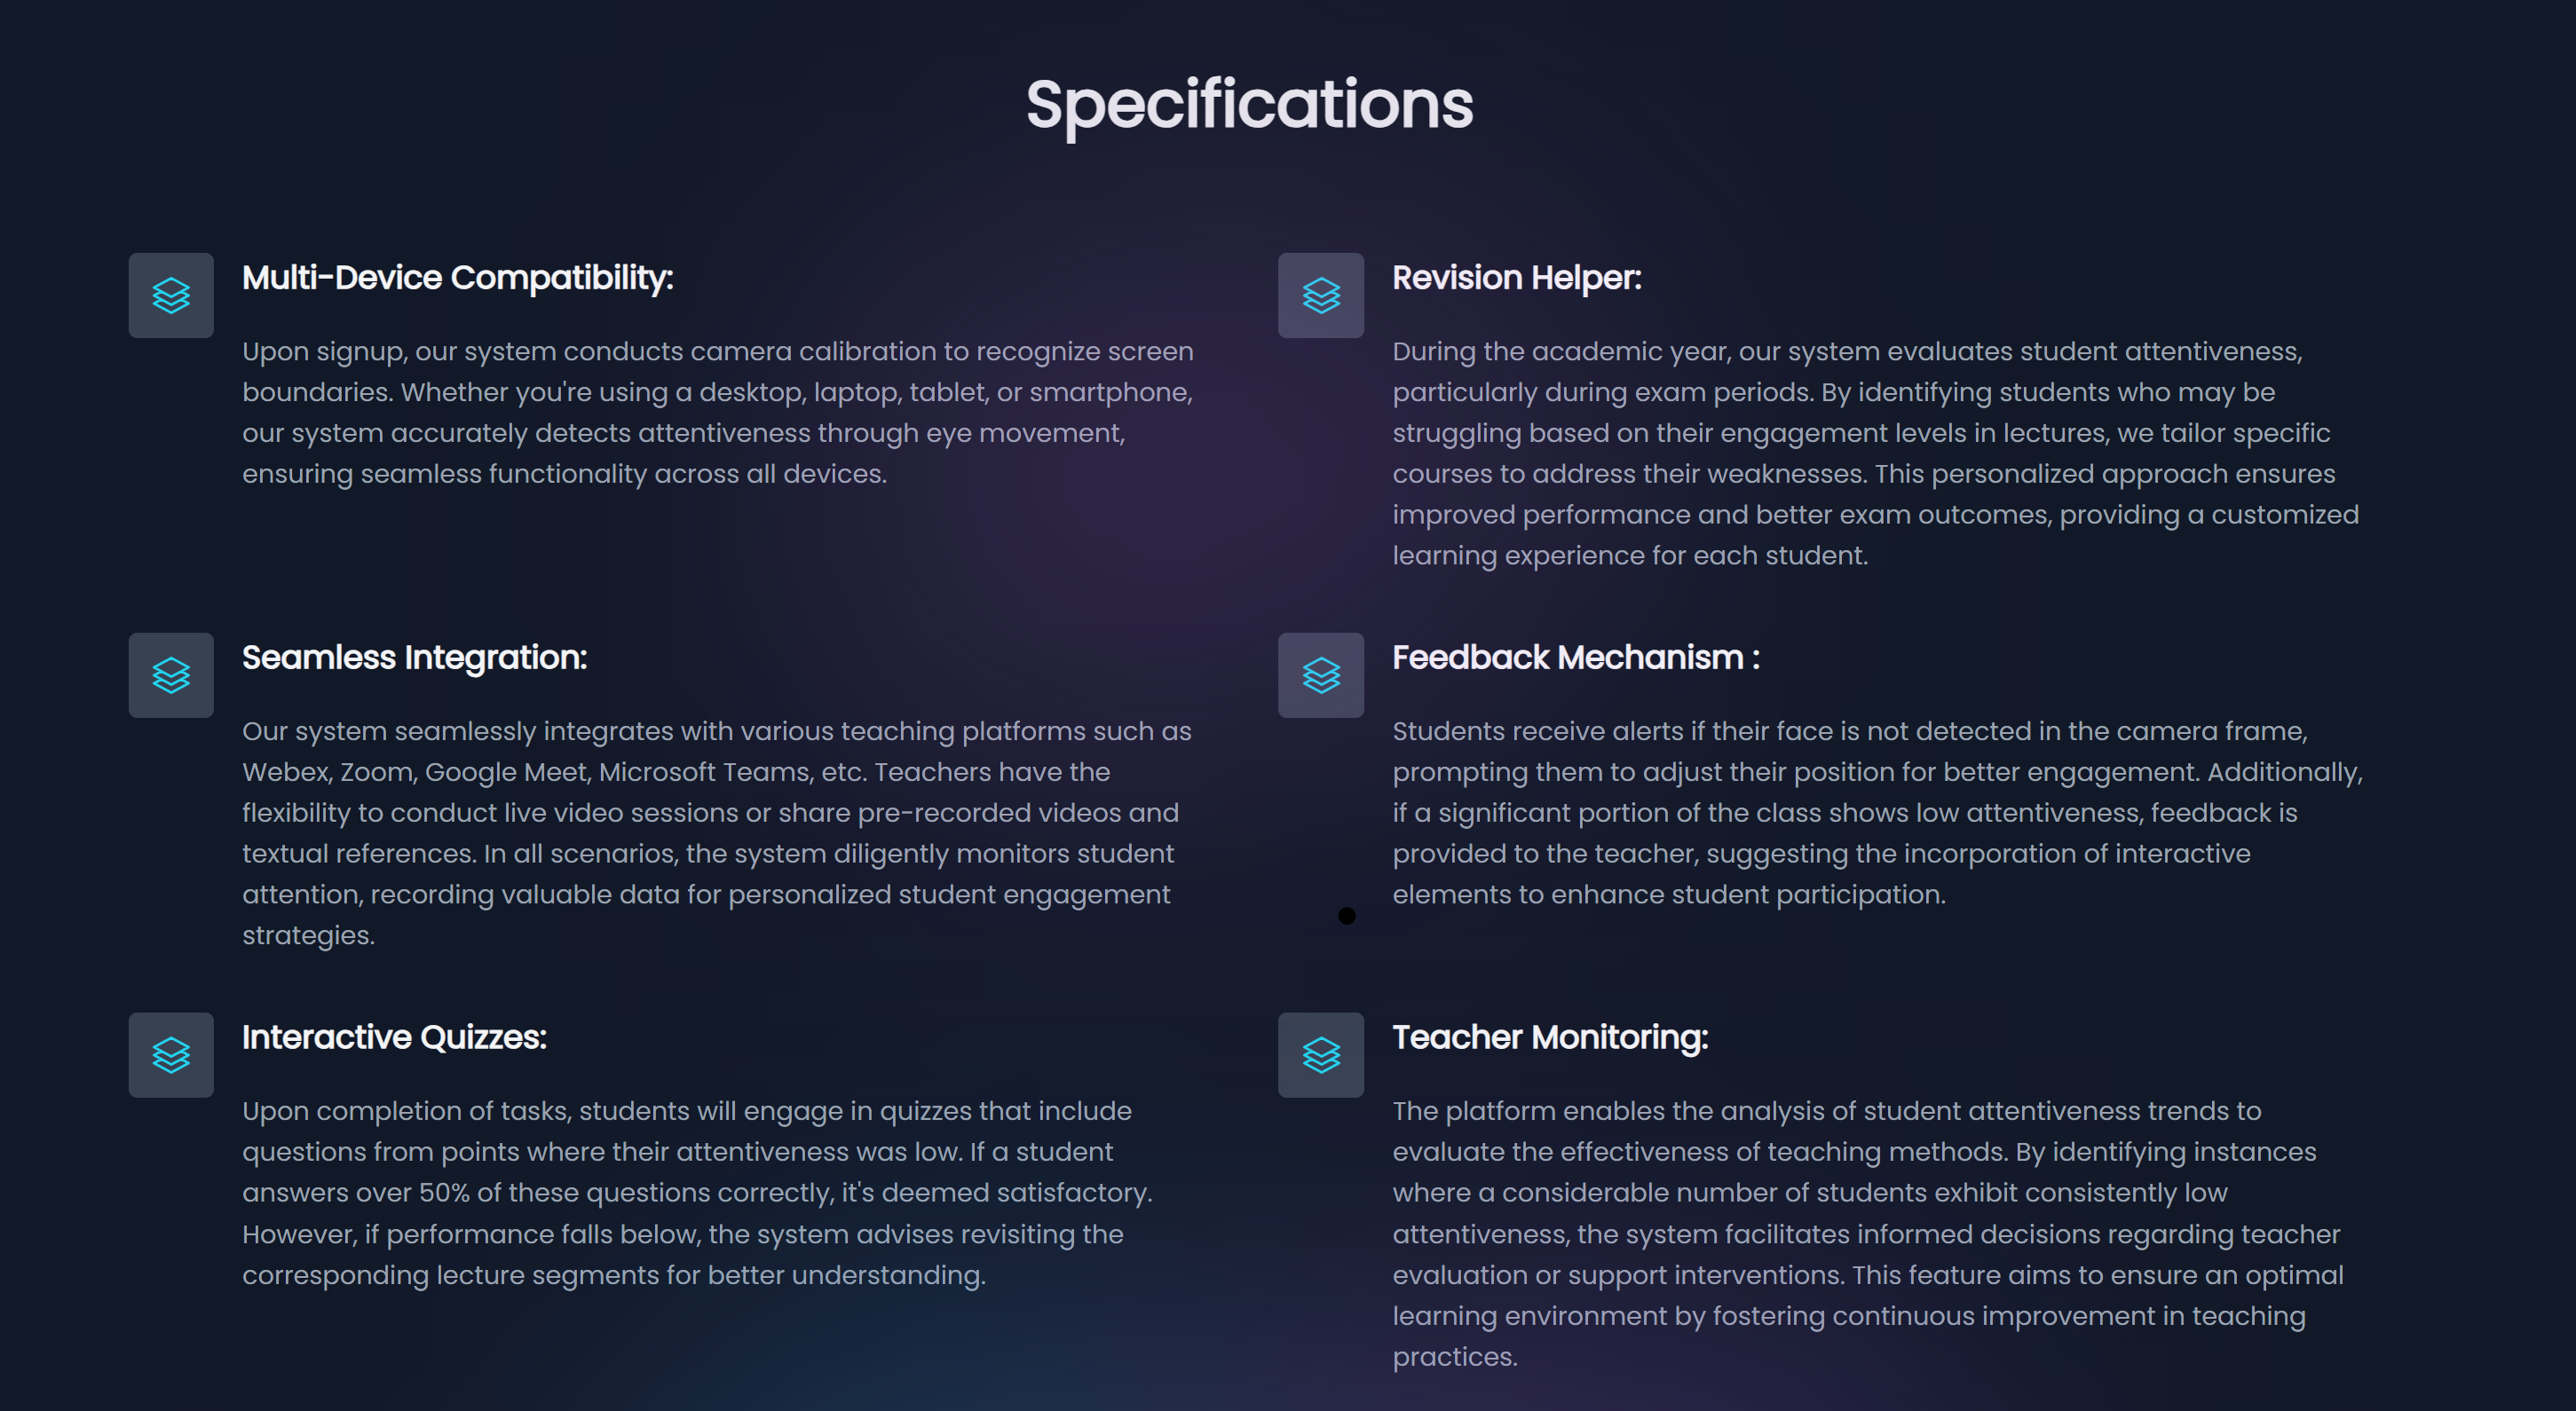 Specifications
Multi-Device Compatibility:
Upon signup, our system conducts camera calibration to recognize screen
boundaries. Whether you're using a desktop, laptop, tablet, or smartphone,
our system accurately detects attentiveness through eye movement,
ensuring seamless functionality across all devices.
Revision Helper:
During the academic year, our system evaluates student attentiveness,
particularly during exam periods. By identifying students who may be
struggling based on their engagement levels in lectures, we tailor specific
courses to address their weaknesses. This personalized approach ensures
improved performance and better exam outcomes, providing a customized
learning experience for each student.
Seamless Integration:
Our system seamlessly integrates with various teaching platforms such as
Webex, Zoom, Google Meet, Microsoft Teams, etc. Teachers have the
flexibility to conduct live video sessions or share pre-recorded videos and
textual references. In all scenarios, the system diligently monitors student
attention, recording valuable data for personalized student engagement
strategies.
Feedback Mechanism :
Students receive alerts if their face is not detected in the camera frame,
prompting them to adjust their position for better engagement. Additionally,
if a significant portion of the class shows low attentiveness, feedback is
provided to the teacher, suggesting the incorporation of interactive
elements to enhance student participation.
Interactive Quizzes:
Upon completion of tasks, students will engage in quizzes that include
questions from points where their attentiveness was low. If a student
answers over 50% of these questions correctly, it's deemed satisfactory.
However, if performance falls below, the system advises revisiting the
corresponding lecture segments for better understanding.
Teacher Monitoring:
The platform enables the analysis of student attentiveness trends to
evaluate the effectiveness of teaching methods. By identifying instances
where a considerable number of students exhibit consistently low
attentiveness, the system facilitates informed decisions regarding teacher
evaluation or support interventions. This feature aims to ensure an optimal
learning environment by fostering continuous improvement in teaching
practices.